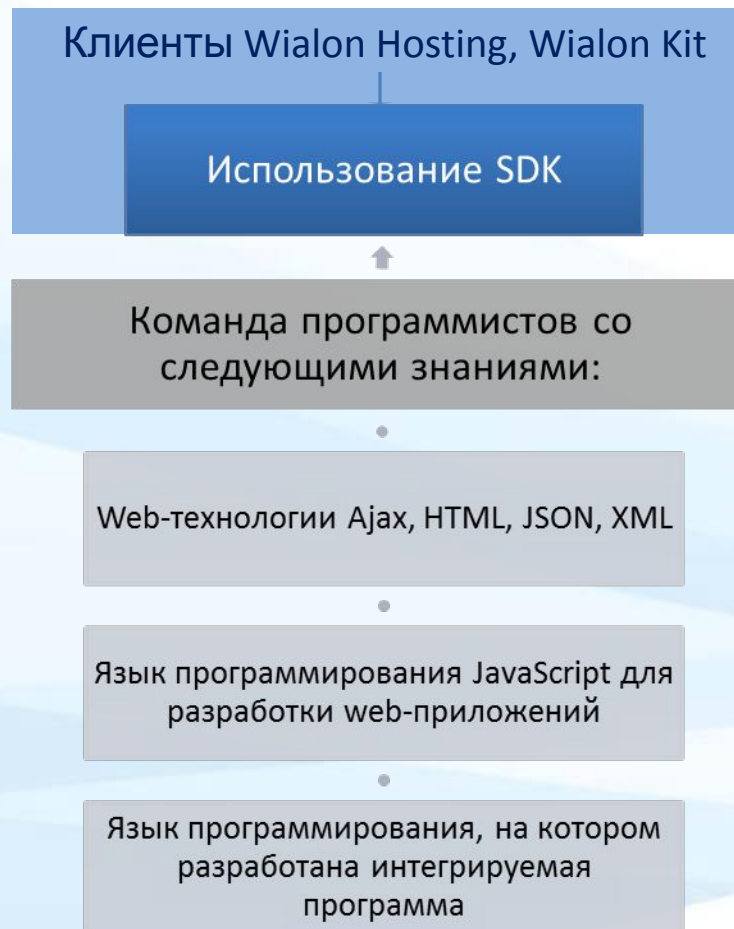 Клиенты Wialon Hosting, Wialon Kit
Использование SDK
Команда программистов со
следующими знаниями:
Web-технологии Ajax, HTML, JSON, XML
Язык программирования JavaScript для
разработки web-приложений
Язык программирования, на котором
разработана интегрируемая
программа